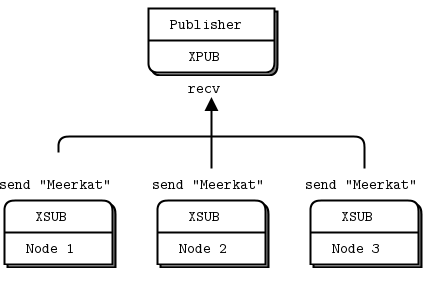 Publisher
XPUB
recv
send "Meerkat" send "Meerkat" send "Meerkat"
XSUB XSUB XSUB
Node 1 Node 2 Node 3